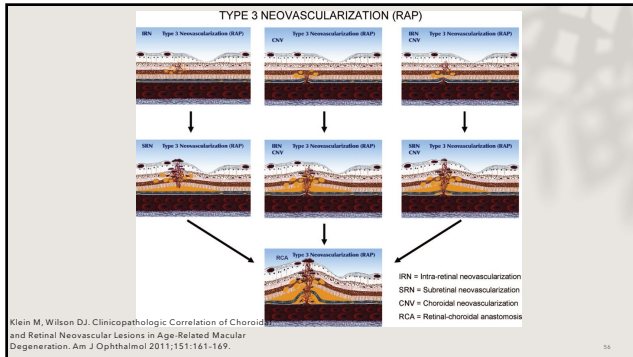 TYPE 3 NEOVASCULARIZATION (RAP)
IRN Type 3 Neovascularization (RAP)
Type 3 Neovascularization (RAP)
CNV
IRN Type 3 Neovascularization (RAP)
CNV
SRN Type 3 Neovascularization (RAP)
IRN Type 3 Neovascularization (RAP)
CNV
SRN Type 3 Neovascularization (RAP)
CNV
RCA Type 3 Neovascularization (RAP)
IRN = Intra-retinal neovascularization
SRN = Subretinal neovascularization
CNV = Choroidal neovascularization
RCA = Retinal-choroidal anastomosis
Klein M, Wilson DJ. Clinicopathologic Correlation of Choroidal
and Retinal Neovascular Lesions in Age-Related Macular
Degeneration. Am J Ophthalmol 2011;151:161-169.
56